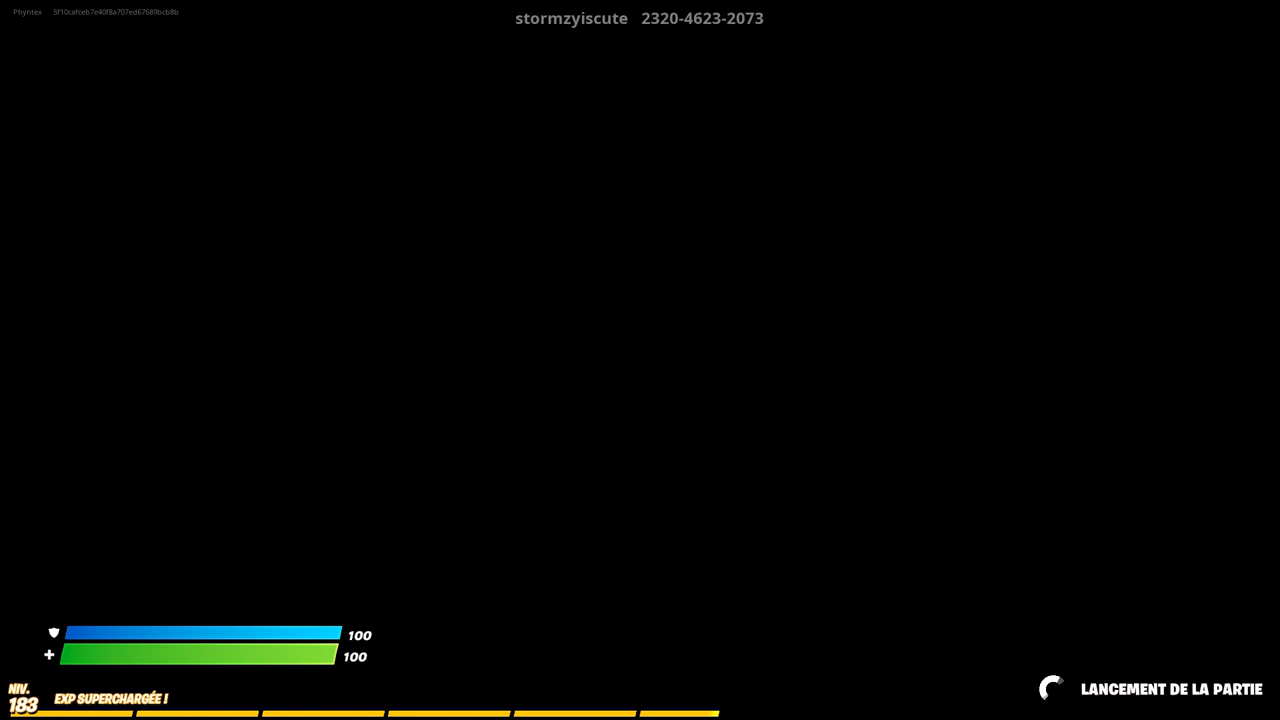 Phyntex 5f10cafceb7e40f8a707ed67689bcb8b
stormzyiscute 2320-4623-2073
100
100
NIV.
183
EXP SUPERCHARGÉE !
LANCEMENT DE LA PARTIE